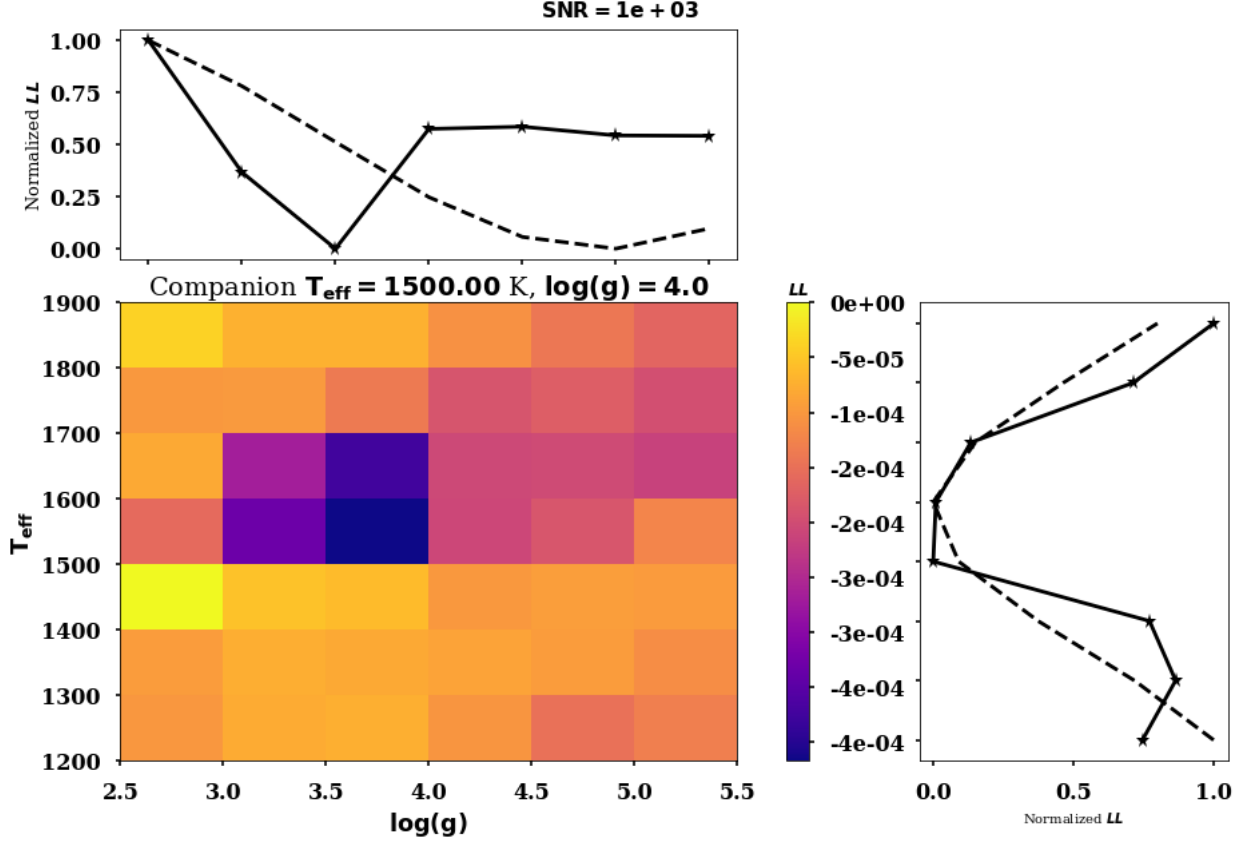 SNR = 1e + 03
1.00
0.75
0.50
0.25
0.00
Normalized LL
Companion Teff = 1500.00 K, log(g) = 4.0
1900
1800
1700
1600
1500
1400
1300
1200
Teff
2.5 3.0 3.5 4.0 4.5 5.0 5.5
log(g)
LL
0e+00
-5e-05
-1e-04
-2e-04
-2e-04
-3e-04
-3e-04
-4e-04
-4e-04
0.0 0.5 1.0
Normalized LL